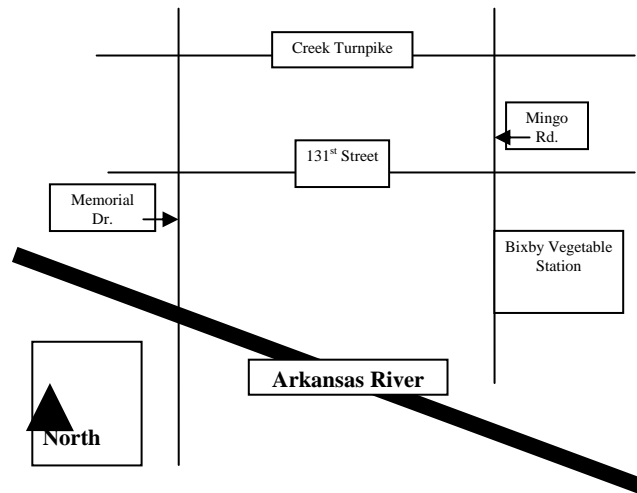 Creek Turnpike
Mingo
Rd.
131st Street
Memorial
Dr.
Bixby Vegetable
Station
Arkansas River
North